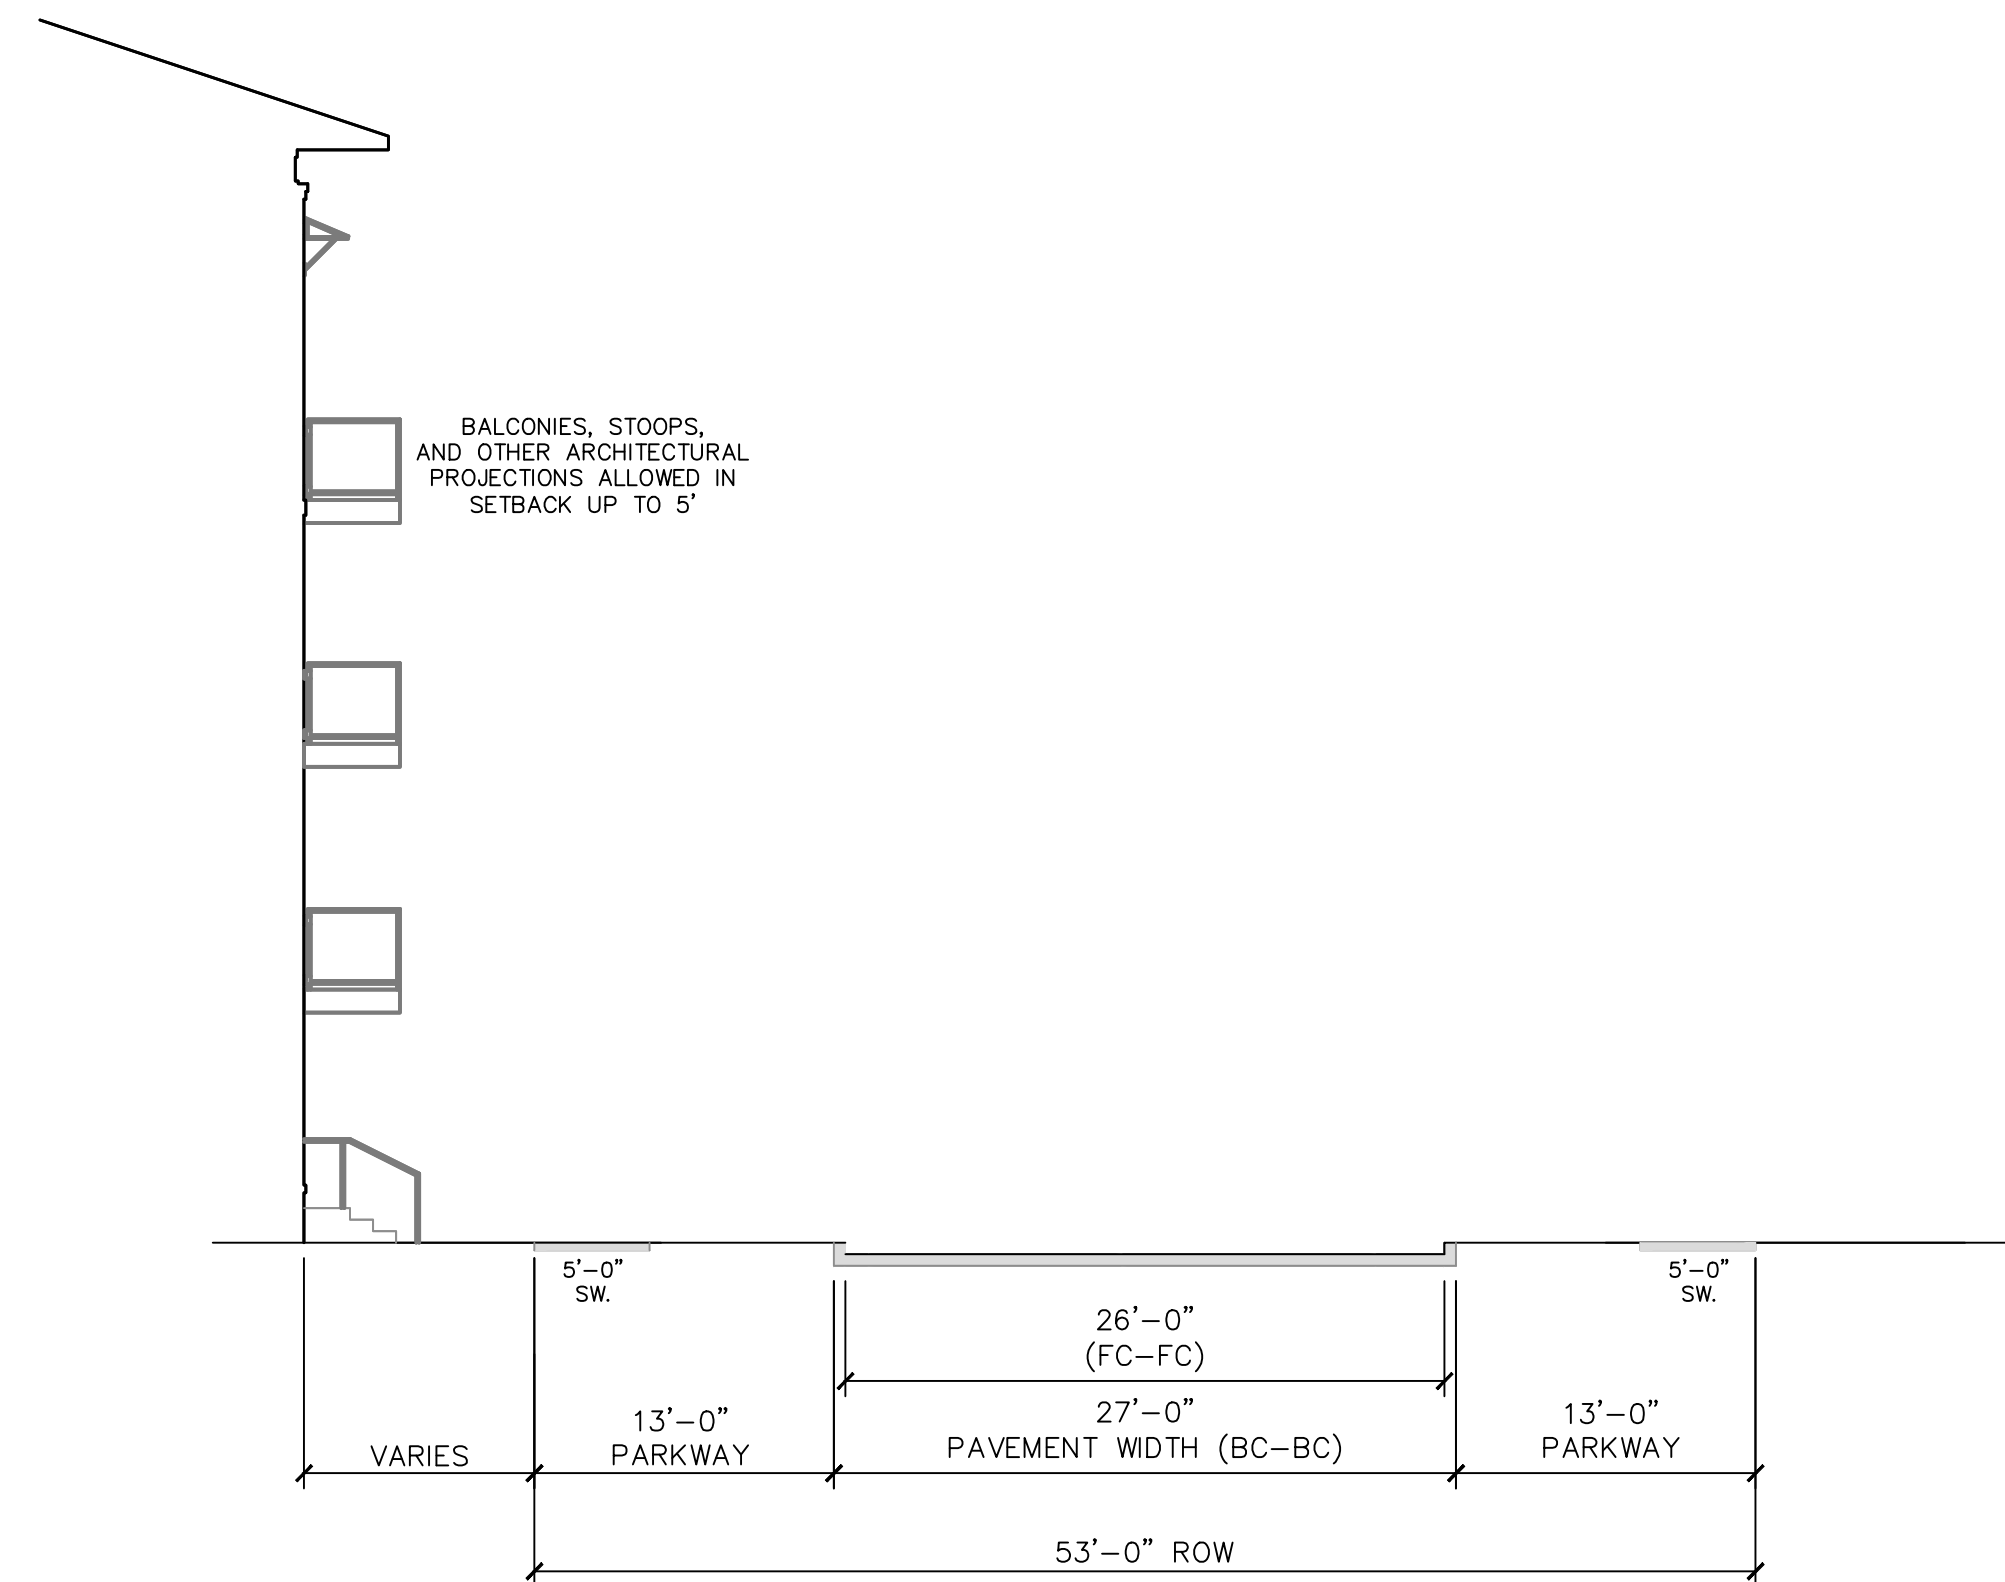 BALCONIES, STOOPS,
AND OTHER ARCHITECTURAL
PROJECTIONS ALLOWED IN
SETBACK UP TO 5'
5'-0"
SW.
5'-0"
SW.
26'-0"
(FC-FC)
VARIES
13'-0"
PARKWAY
27'-0"
PAVEMENT WIDTH (BC-BC)
13'-0"
PARKWAY
53'-0" ROW